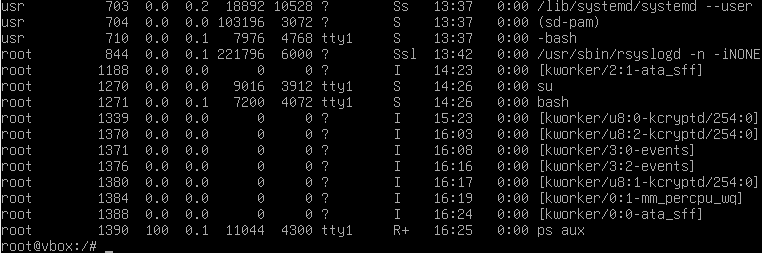 usr 703 0.0 0.2 18892 10528 ? Ss 13:37 0:00 /lib/systemd/systemd --user
usr 704 0.0 0.0 103196 3072 ? S 13:37 0:00 (sd-pam)
usr 710 0.0 0.1 7976 4768 tty1 S 13:37 0:00 -bash
root 844 0.0 0.1 221796 6000 ? Ssl 13:42 0:00 /usr/sbin/rsyslogd -n -iNONE
root 1188 0.0 0.0 0 0 ? I 14:23 0:00 [kworker/2:1-ata_sff]
root 1270 0.0 0.0 9016 3912 tty1 S 14:26 0:00 su
root 1271 0.0 0.1 7200 4072 tty1 S 14:26 0:00 bash
root 1339 0.0 0.0 0 0 ? I 15:23 0:00 [kworker/u8:0-kcryptd/254:0]
root 1370 0.0 0.0 0 0 ? I 16:03 0:00 [kworker/u8:2-kcryptd/254:0]
root 1371 0.0 0.0 0 0 ? I 16:08 0:00 [kworker/3:0-events]
root 1376 0.0 0.0 0 0 ? I 16:16 0:00 [kworker/3:2-events]
root 1380 0.0 0.0 0 0 ? I 16:17 0:00 [kworker/u8:1-kcryptd/254:0]
root 1384 0.0 0.0 0 0 ? I 16:19 0:00 [kworker/0:1-mm_percpu_wq]
root 1388 0.0 0.0 0 0 ? I 16:24 0:00 [kworker/0:0-ata_sff]
root 1390 100 0.1 11044 4300 tty1 R+ 16:25 0:00 ps aux
root@vbox:/# _